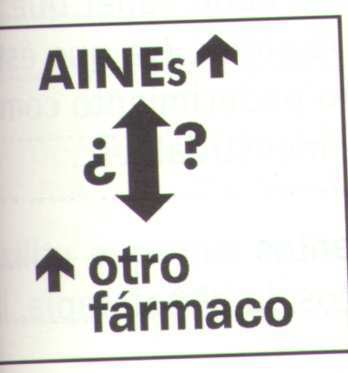 AINEs ↑
¿ ?
↑ otro
fármaco